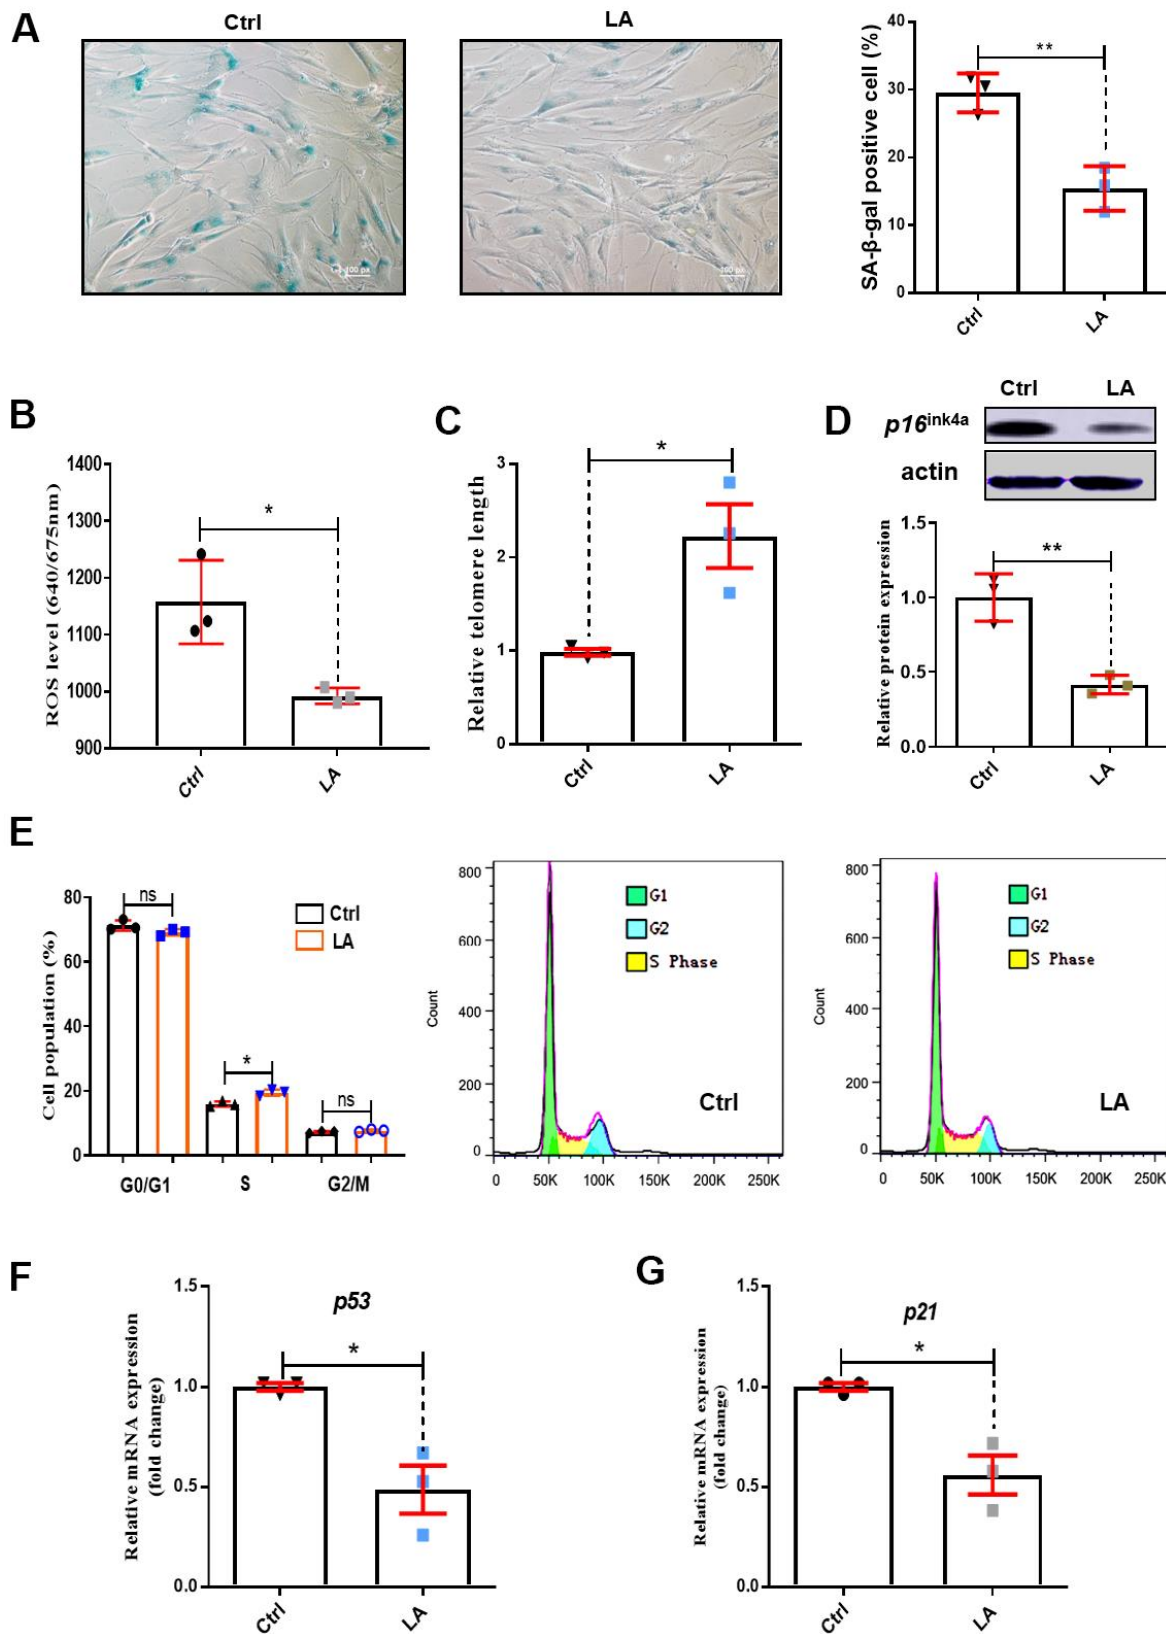 A
Ctrl
LA
100 px
100 px
SA-β-gal positive cell (%)
40
30
20
10
0
**
Ctrl
LA
B
ROS level (640/675nm)
1400
1300
1200
1100
1000
900
*
Ctrl
LA
C
Relative telomere length
3
2
1
0
*
Ctrl
LA
D
Ctrl
LA
p16ink4a
actin
Relative protein expression
1.5
1.0
0.5
0.0
**
Ctrl
LA
E
Cell population (%)
80
60
40
20
0
ns
*
ns
Ctrl
LA
G0/G1
S
G2/M
Count
800
600
400
200
0
G1
G2
S Phase
Ctrl
0
50K
100K
150K
200K
250K
Count
800
600
400
200
0
G1
G2
S Phase
LA
0
50K
100K
150K
200K
250K
F
p53
Relative mRNA expression
(fold change)
1.5
1.0
0.5
0.0
*
Ctrl
LA
G
p21
Relative mRNA expression
(fold change)
1.5
1.0
0.5
0.0
*
Ctrl
LA